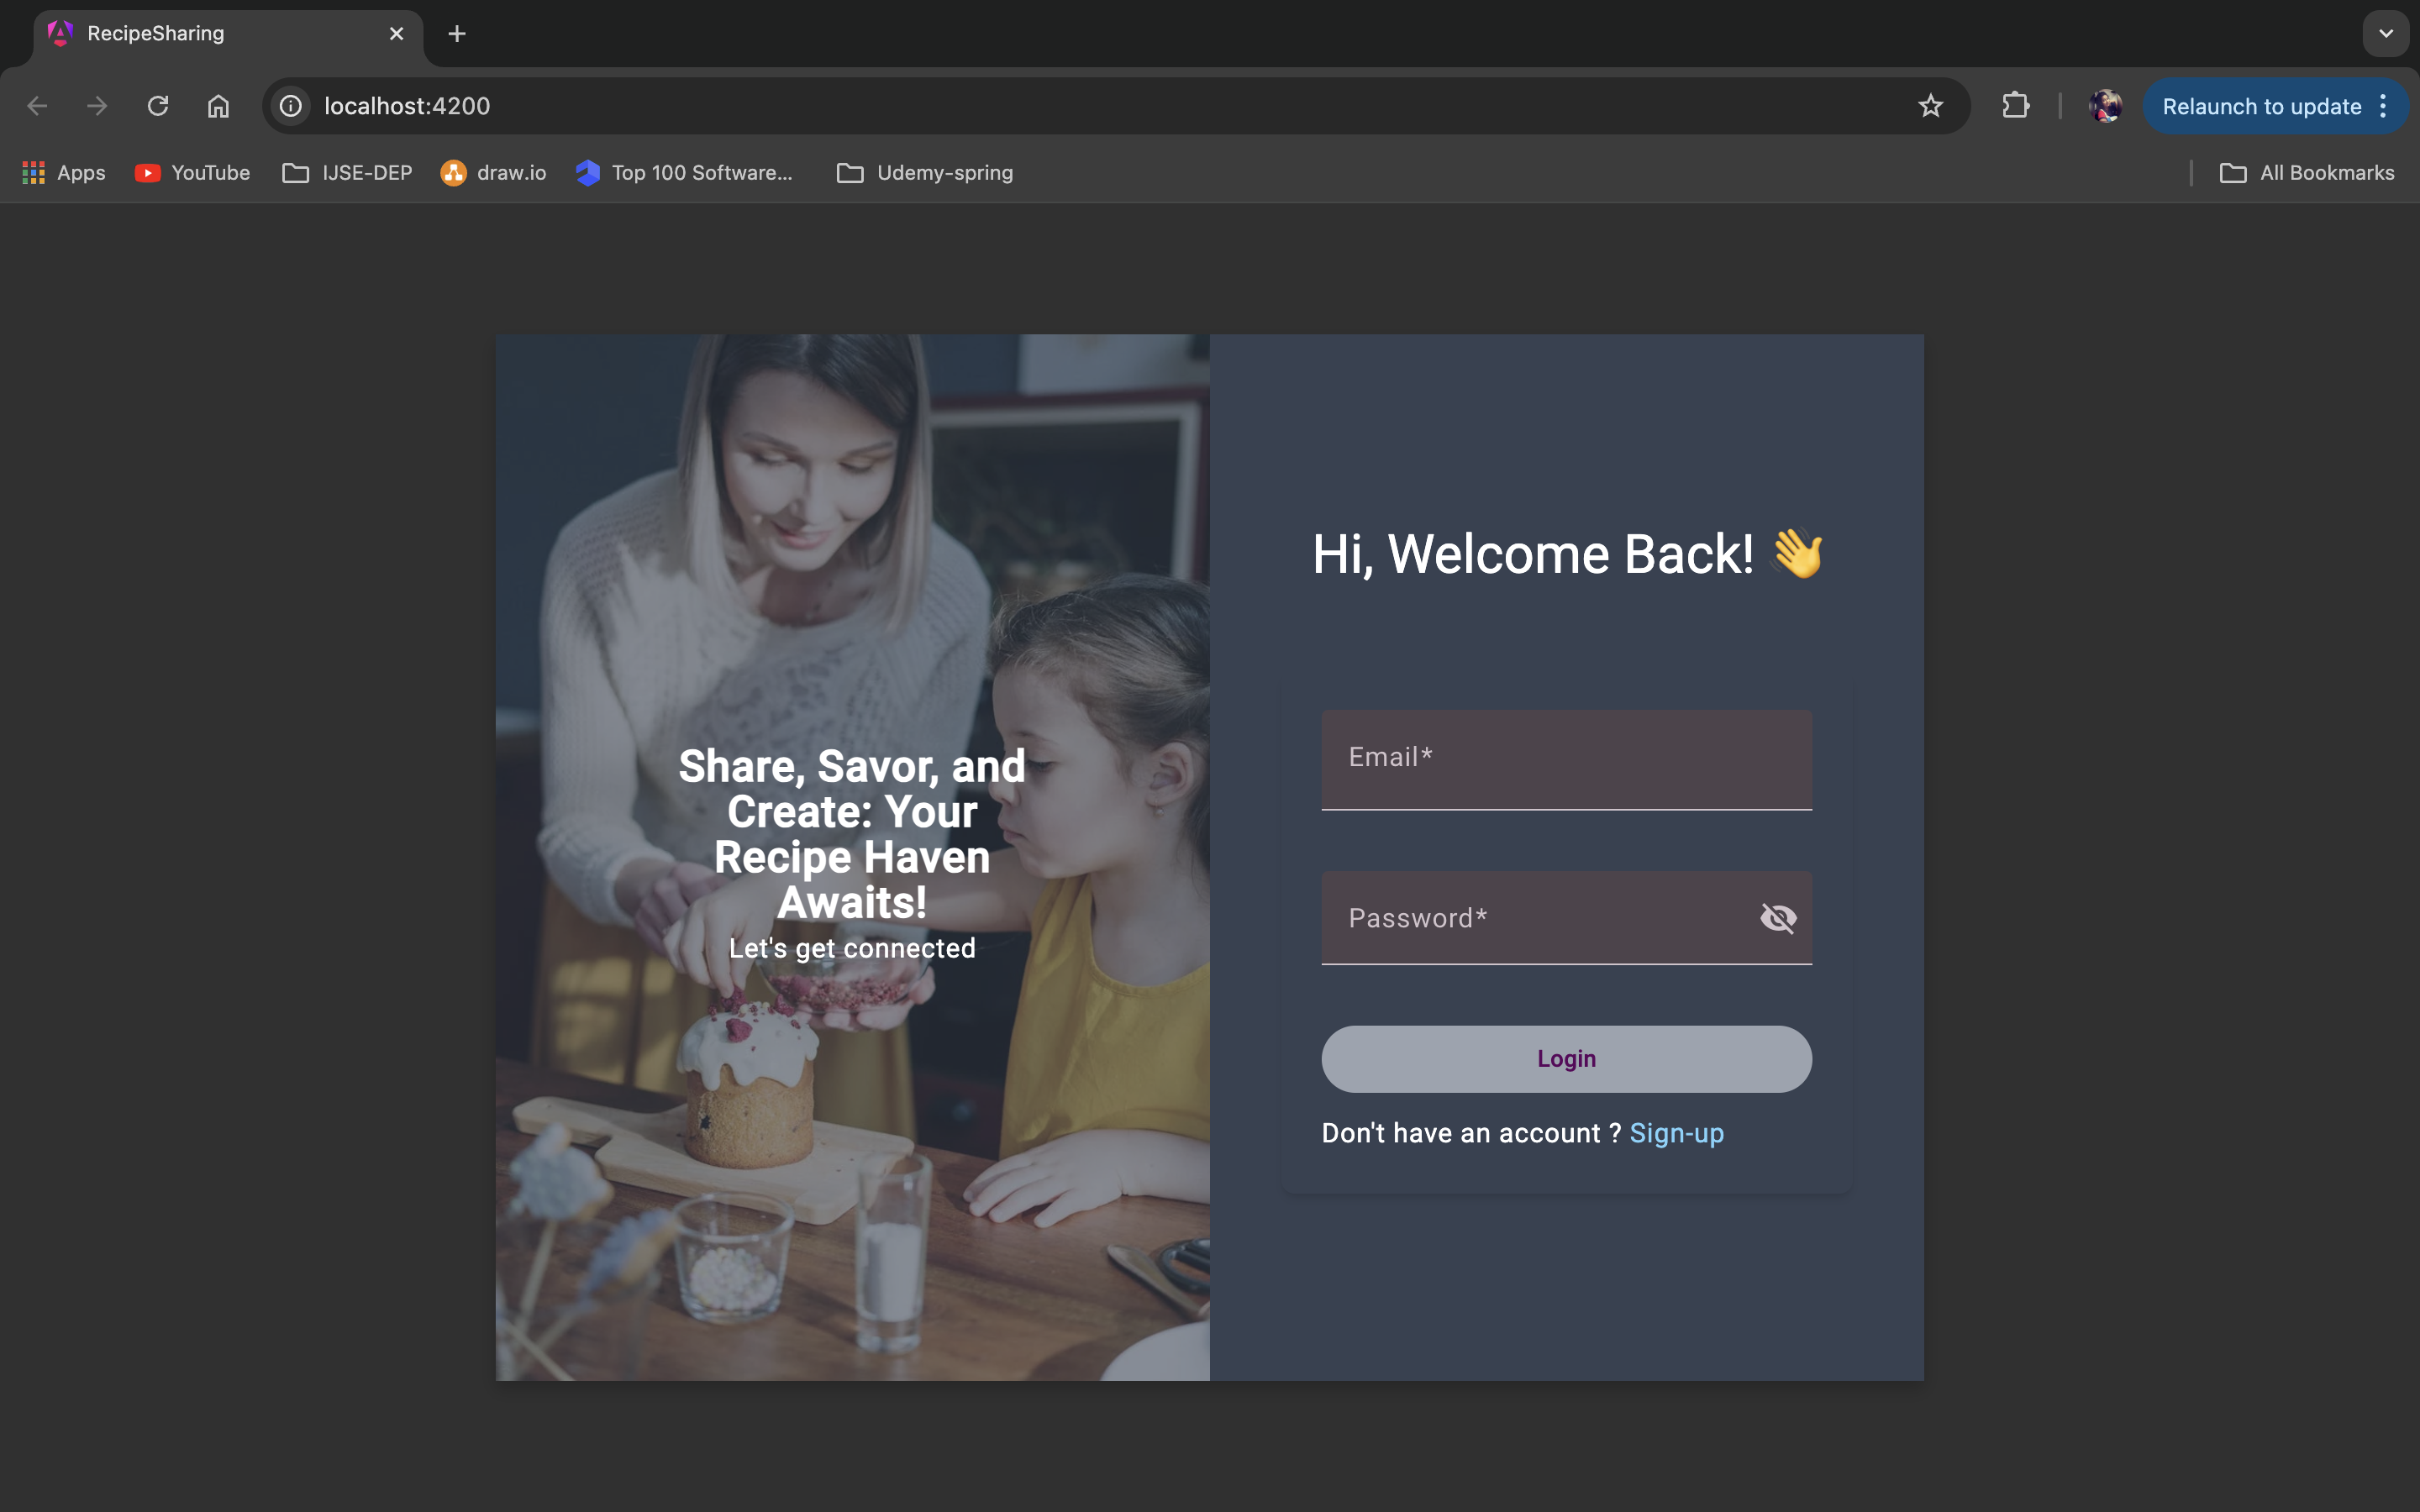 RecipeSharing
localhost:4200
Relaunch to update
Apps YouTube IJSE-DEP draw.io Top 100 Software... Udemy-spring All Bookmarks
Share, Savor, and
Create: Your
Recipe Haven
Awaits!
Let's get connected
Hi, Welcome Back! 👋
Email*
Password*
Login
Don't have an account ? Sign-up